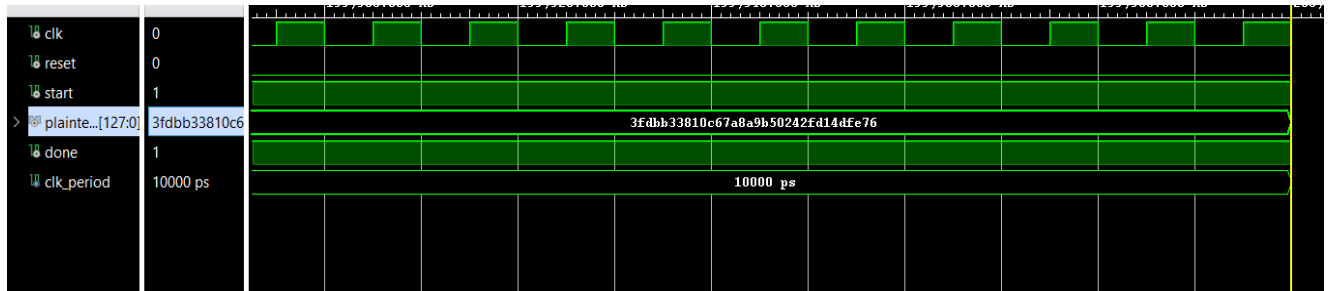 clk 0
reset 0
start 1
plainte...[127:0] 3fdbb33810c6 3fdbb33810c67a8a9b50242fd14dfe76
done 1
clk_period 10000 ps 10000 ps